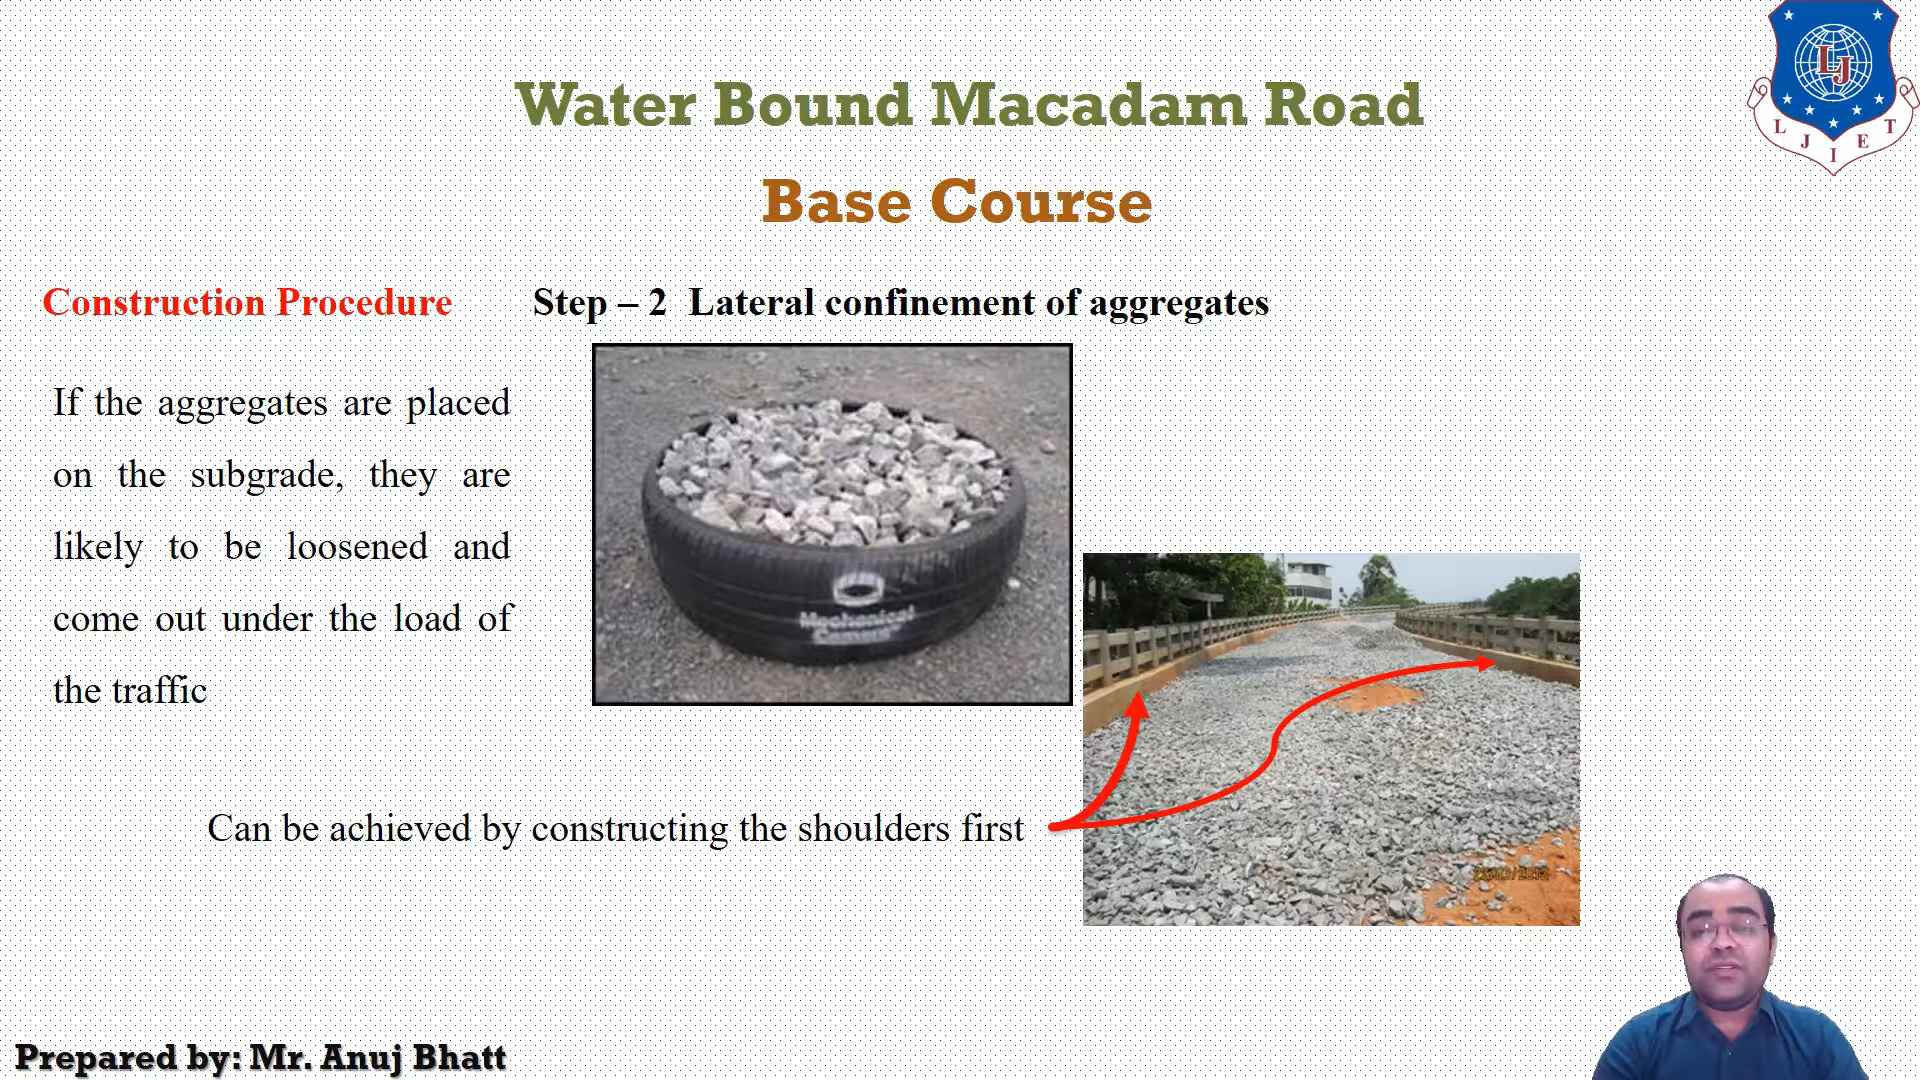 Water Bound Macadam Road
Base Course
LJ
L J I E T
Construction Procedure
Step – 2 Lateral confinement of aggregates
If the aggregates are placed
on the subgrade, they are
likely to be loosened and
come out under the load of
the traffic
Can be achieved by constructing the shoulders first
Prepared by: Mr. Anuj Bhatt